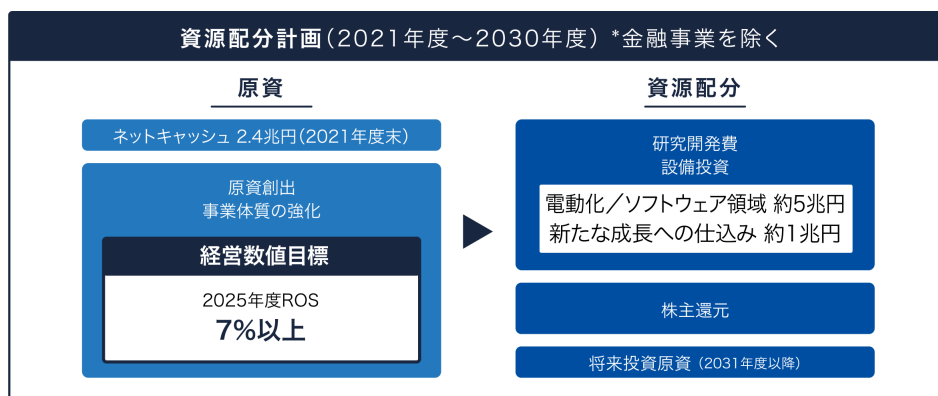 資源配分計画(2021年度～2030年度) *金融事業を除く
原資
ネットキャッシュ 2.4兆円(2021年度末)
原資創出
事業体質の強化
経営数値目標
2025年度ROS
7%以上
資源配分
研究開発費
設備投資
電動化／ソフトウェア領域 約5兆円
新たな成長への仕込み 約1兆円
株主還元
将来投資原資 (2031年度以降)